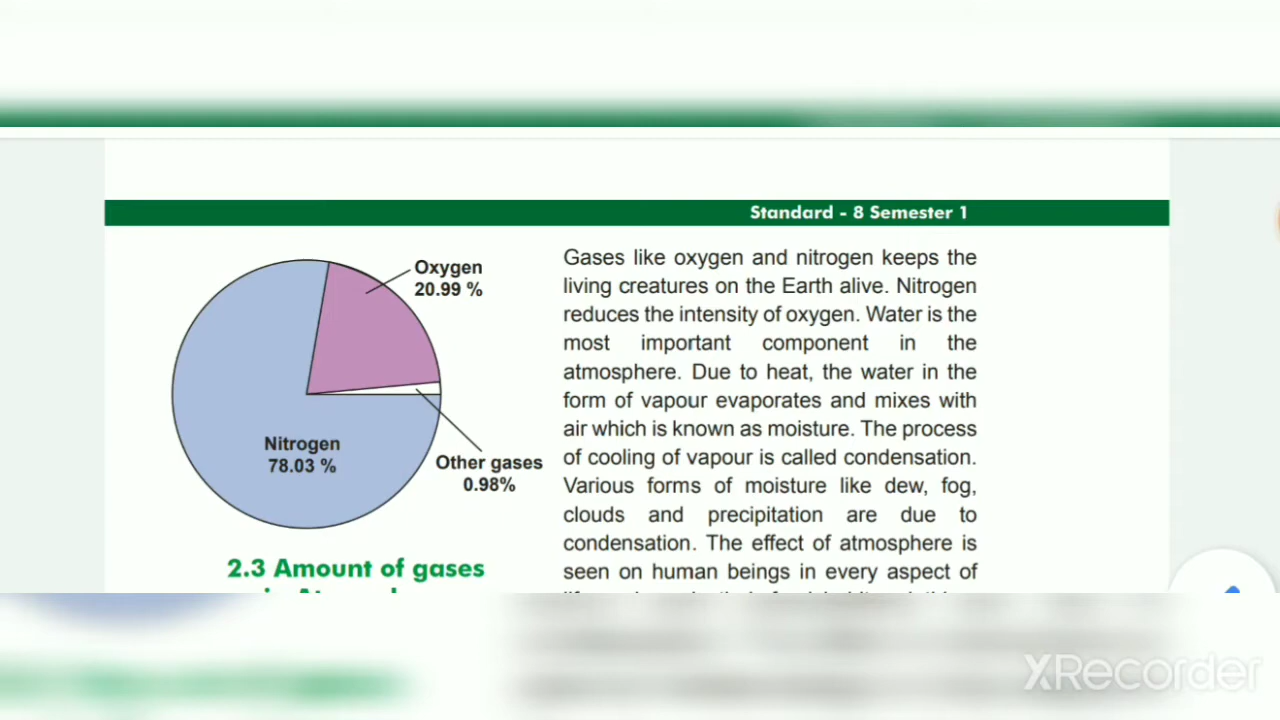 Standard - 8 Semester 1
Oxygen
20.99 %
Nitrogen
78.03 %
Other gases
0.98%
2.3 Amount of gases
Gases like oxygen and nitrogen keeps the
living creatures on the Earth alive. Nitrogen
reduces the intensity of oxygen. Water is the
most important component in the
atmosphere. Due to heat, the water in the
form of vapour evaporates and mixes with
air which is known as moisture. The process
of cooling of vapour is called condensation.
Various forms of moisture like dew, fog,
clouds and precipitation are due to
condensation. The effect of atmosphere is
seen on human beings in every aspect of
XRecorder